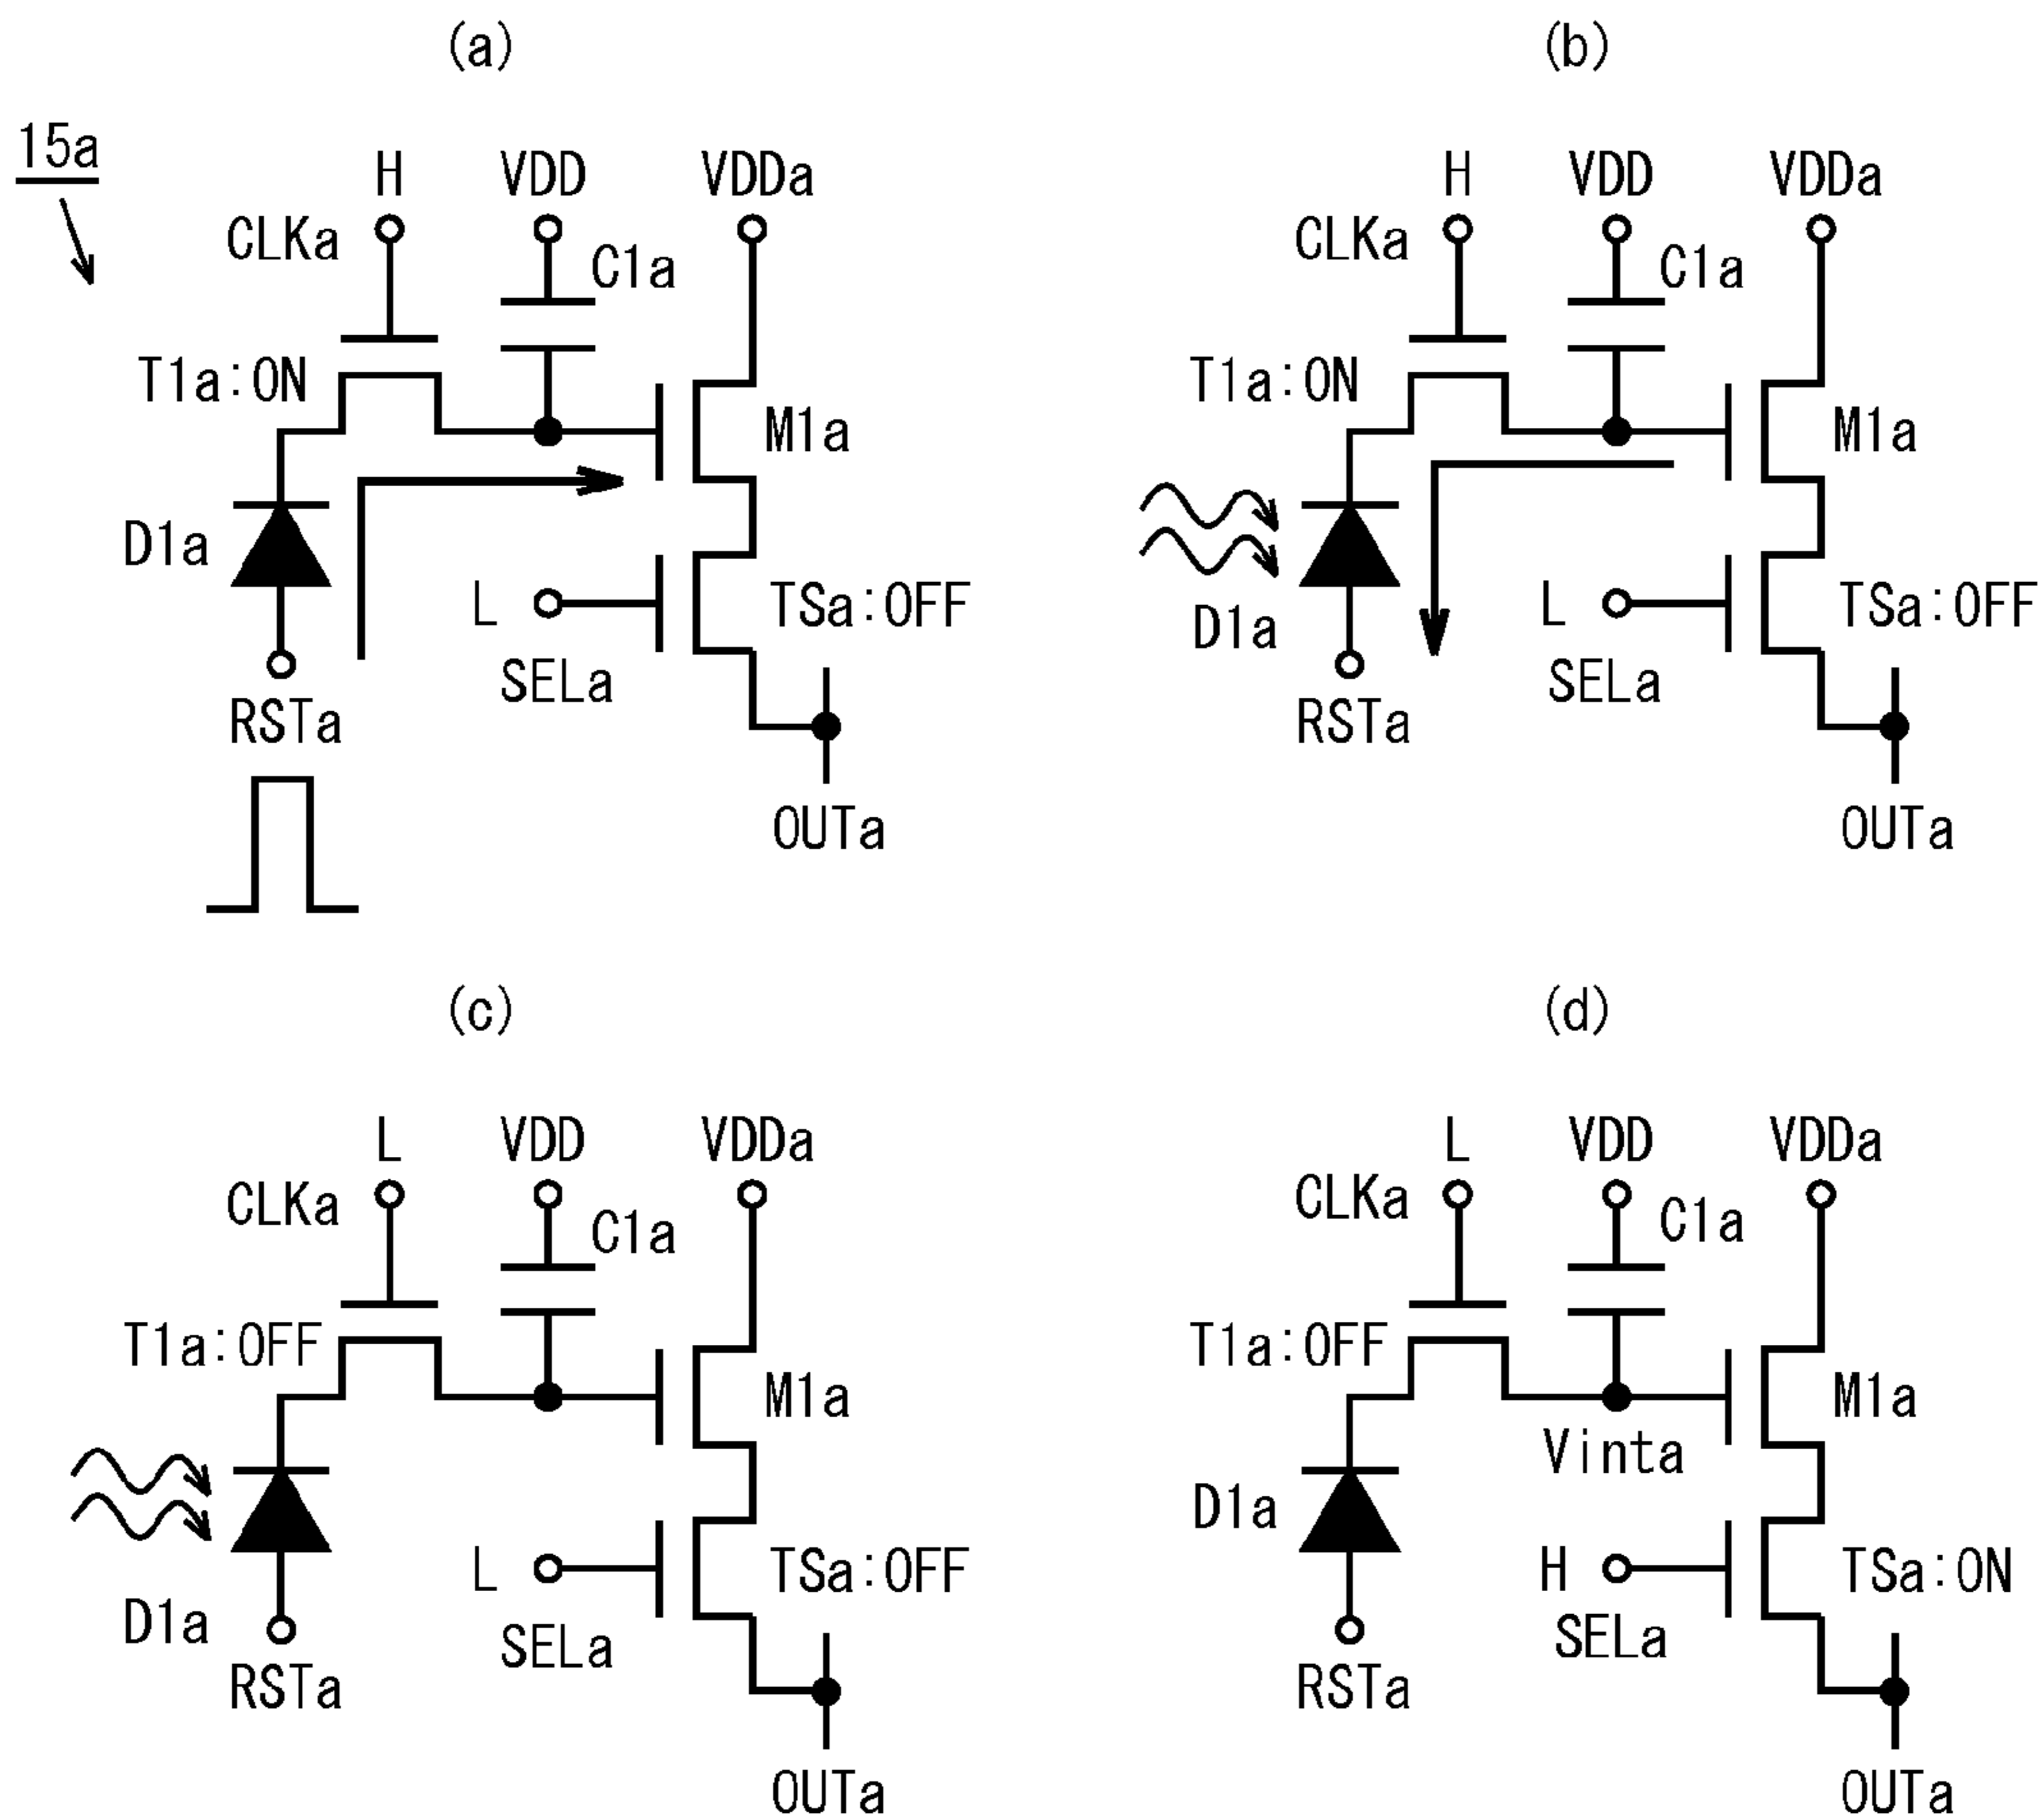 (a)
15a
H
VDD
VDDa
CLKa
C1a
T1a:ON
M1a
D1a
L
TSa:OFF
SELa
RSTa
OUTa
(b)
H
VDD
VDDa
CLKa
C1a
T1a:ON
M1a
D1a
L
TSa:OFF
SELa
RSTa
OUTa
(c)
L
VDD
VDDa
CLKa
C1a
T1a:OFF
M1a
D1a
L
TSa:OFF
SELa
RSTa
OUTa
(d)
L
VDD
VDDa
CLKa
C1a
T1a:OFF
M1a
Vinta
D1a
H
TSa:ON
SELa
RSTa
OUTa